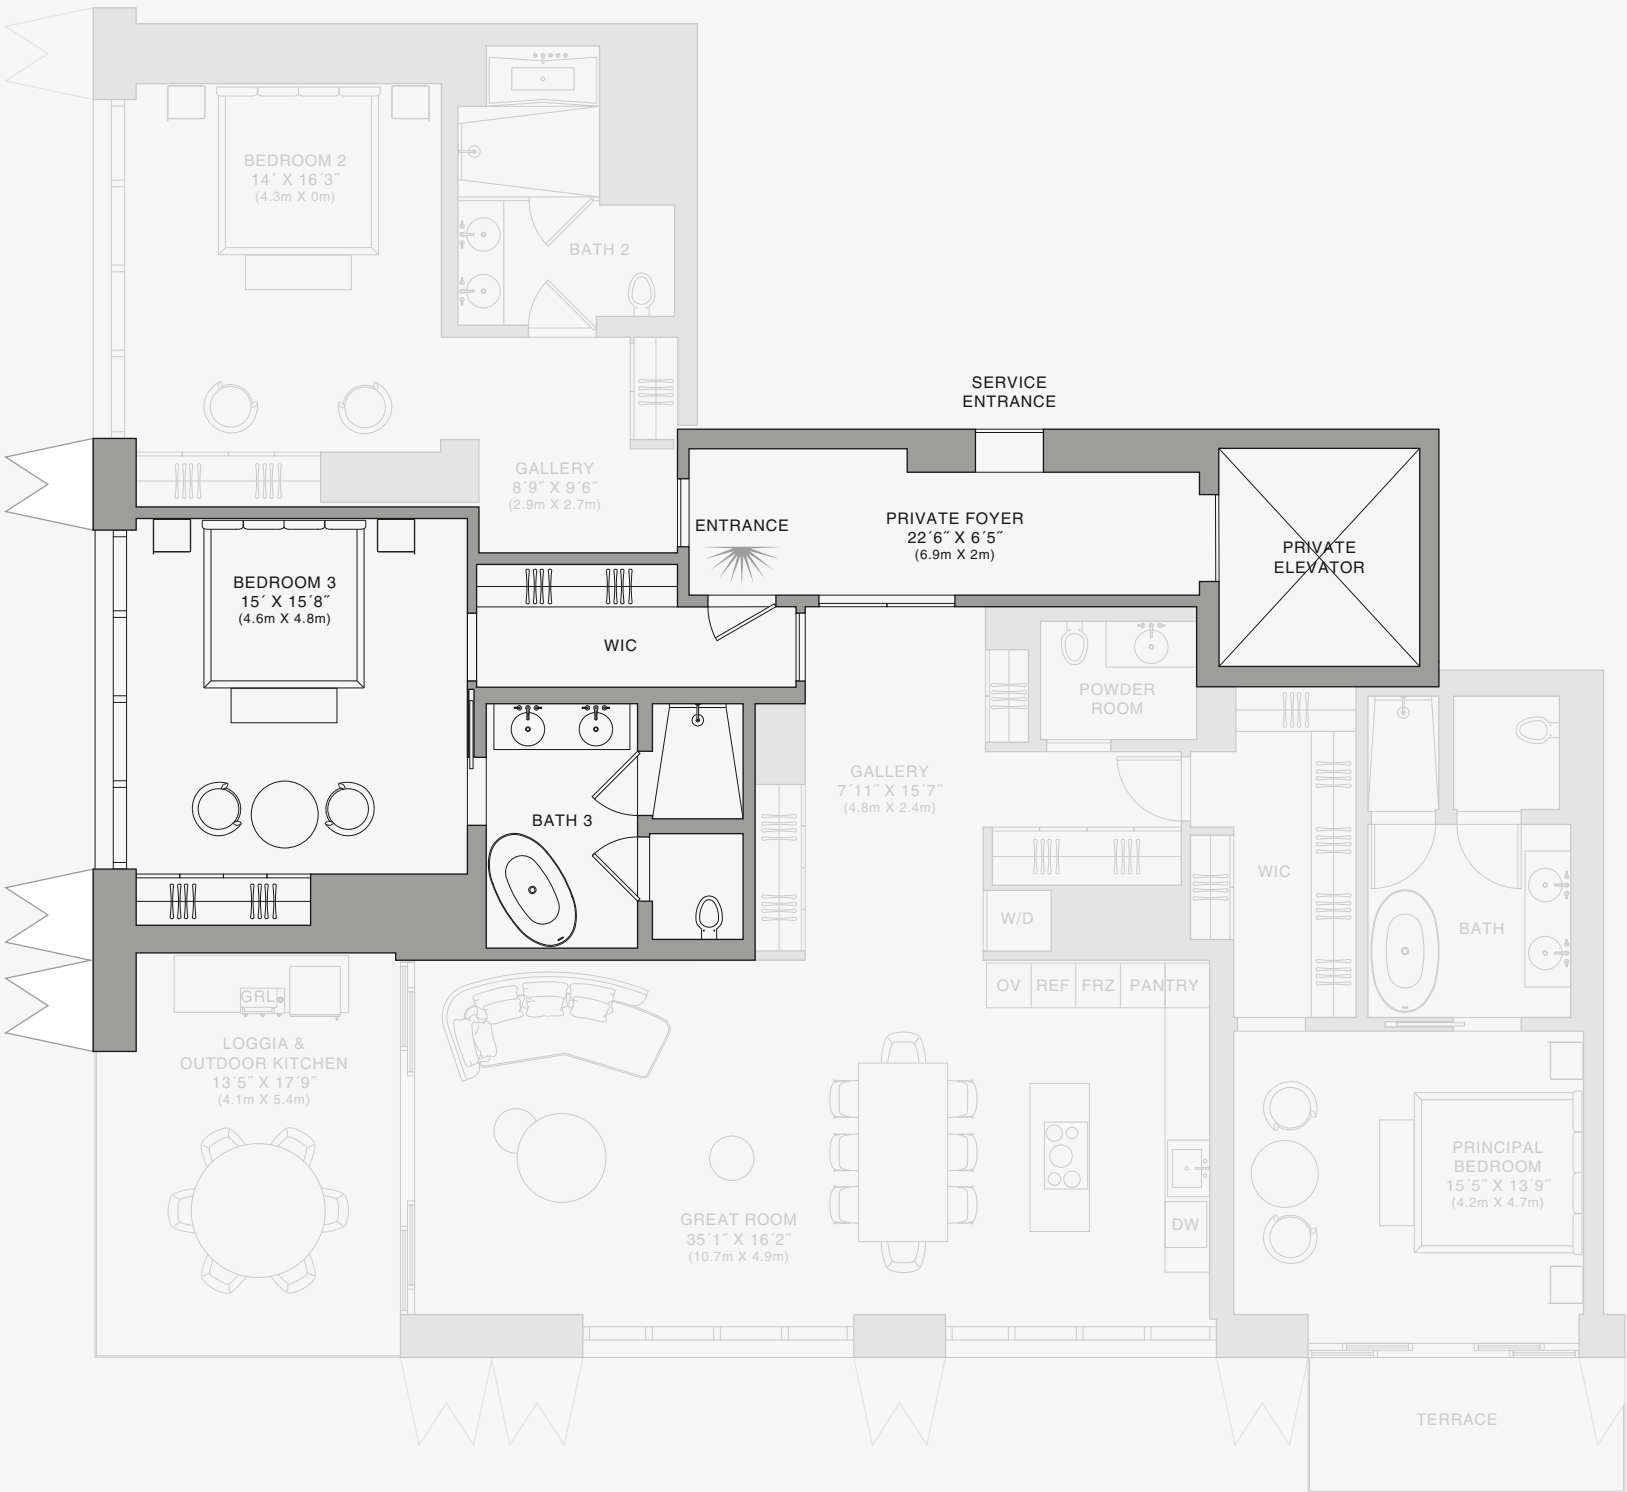 BEDROOM 2
14´ X 16´3˝
(4.3m X 0m)
BATH 2
SERVICE
ENTRANCE
GALLERY
8´9˝ X 9´6˝
(2.9m X 2.7m)
ENTRANCE
PRIVATE FOYER
22´6˝ X 6´5˝
(6.9m X 2m)
PRIVATE
ELEVATOR
BEDROOM 3
15´ X 15´8˝
(4.6m X 4.8m)
WIC
POWDER
ROOM
GALLERY
7´11˝ X 15´7˝
(4.8m X 2.4m)
BATH 3
WIC
W/D
BATH
OV
REF
FRZ
PANTRY
GRL
LOGGIA &
OUTDOOR KITCHEN
13´5˝ X 17´9˝
(4.1m X 5.4m)
PRINCIPAL
BEDROOM
15´5˝ X 13´9˝
(4.2m X 4.7m)
GREAT ROOM
35´1˝ X 16´2˝
(10.7m X 4.9m)
DW
TERRACE